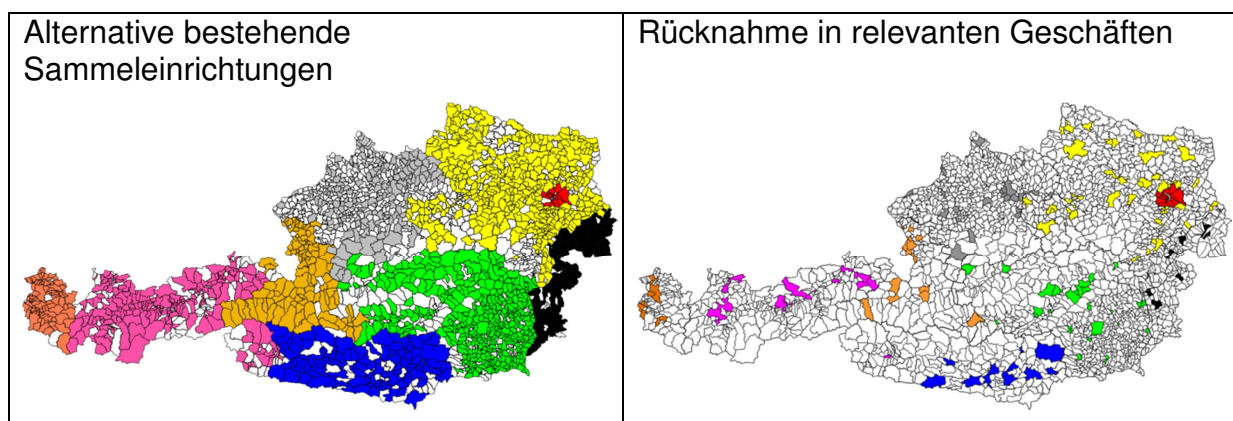 Alternative bestehende
Sammeleinrichtungen
Rücknahme in relevanten Geschäften